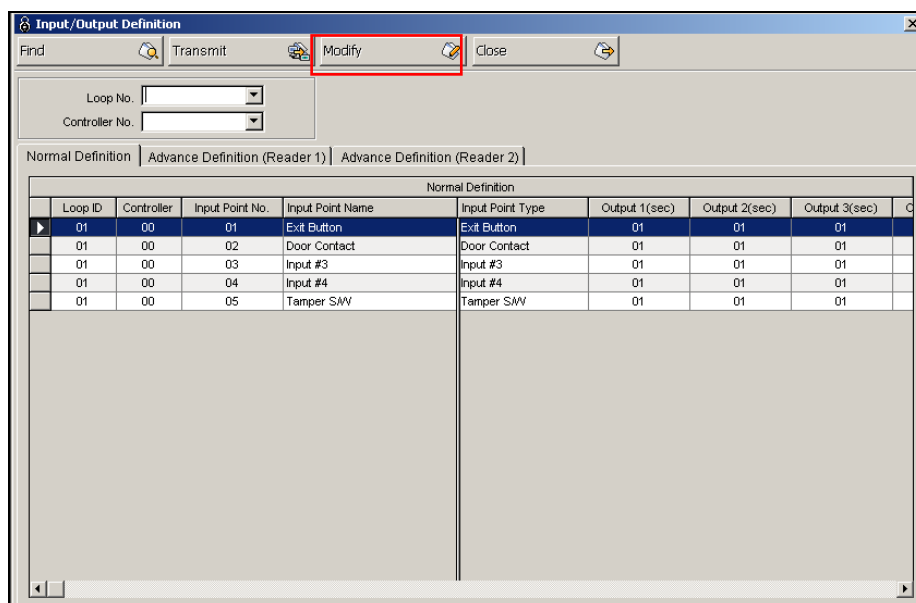 Input/Output Definition
Find Transmit Modify Close
Loop No.
Controller No.
Normal Definition Advance Definition (Reader 1) Advance Definition (Reader 2)
Normal Definition
Loop ID Controller Input Point No. Input Point Name Input Point Type Output 1(sec) Output 2(sec) Output 3(sec)
01 00 01 Exit Button Exit Button 01 01 01
01 00 02 Door Contact Door Contact 01 01 01
01 00 03 Input #3 Input #3 01 01 01
01 00 04 Input #4 Input #4 01 01 01
01 00 05 Tamper S/W Tamper S/W 01 01 01